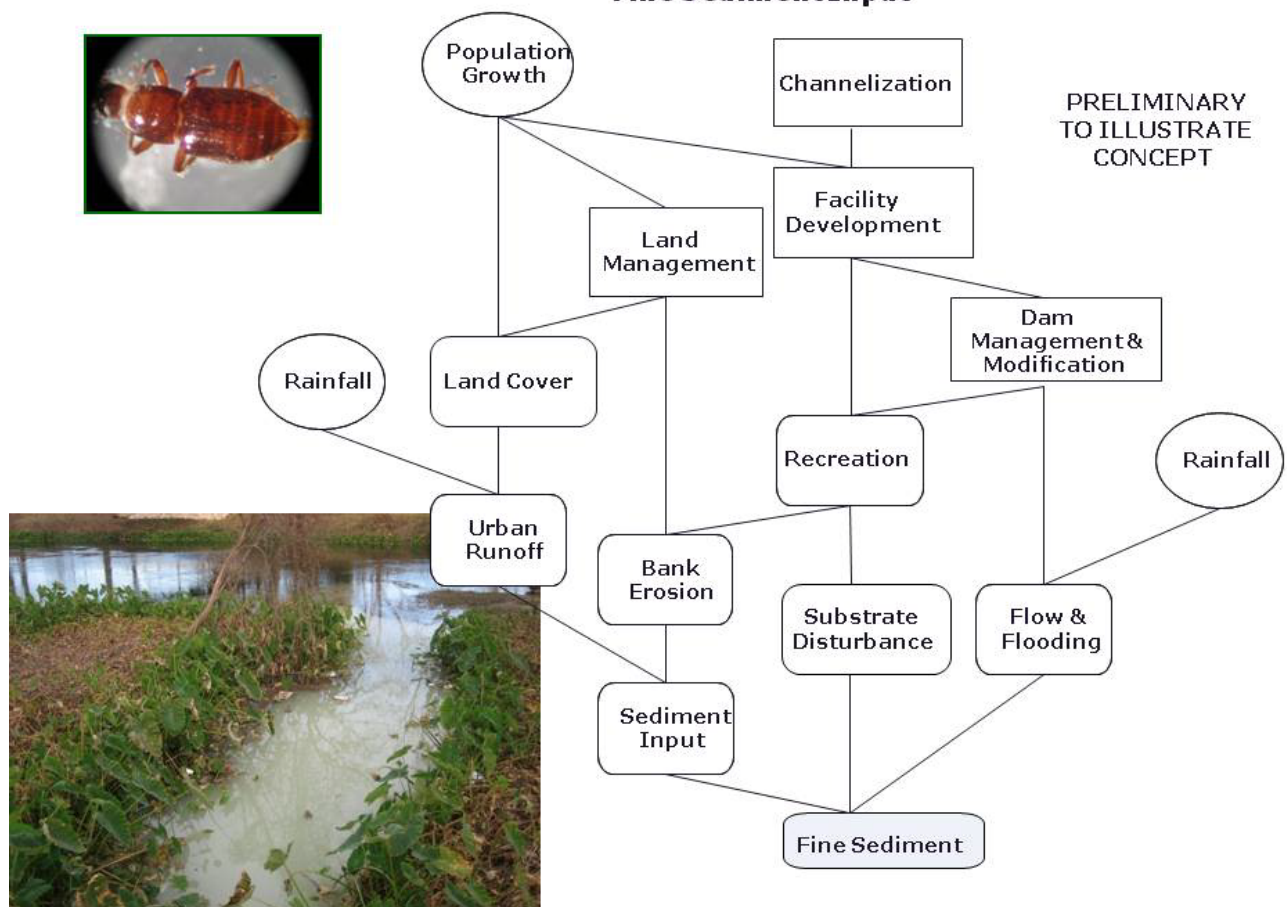 Population
Growth
Channelization
PRELIMINARY
TO ILLUSTRATE
CONCEPT
Facility
Development
Land
Management
Dam
Management &
Modification
Rainfall
Land Cover
Recreation
Rainfall
Urban
Runoff
Bank
Erosion
Substrate
Disturbance
Flow &
Flooding
Sediment
Input
Fine Sediment